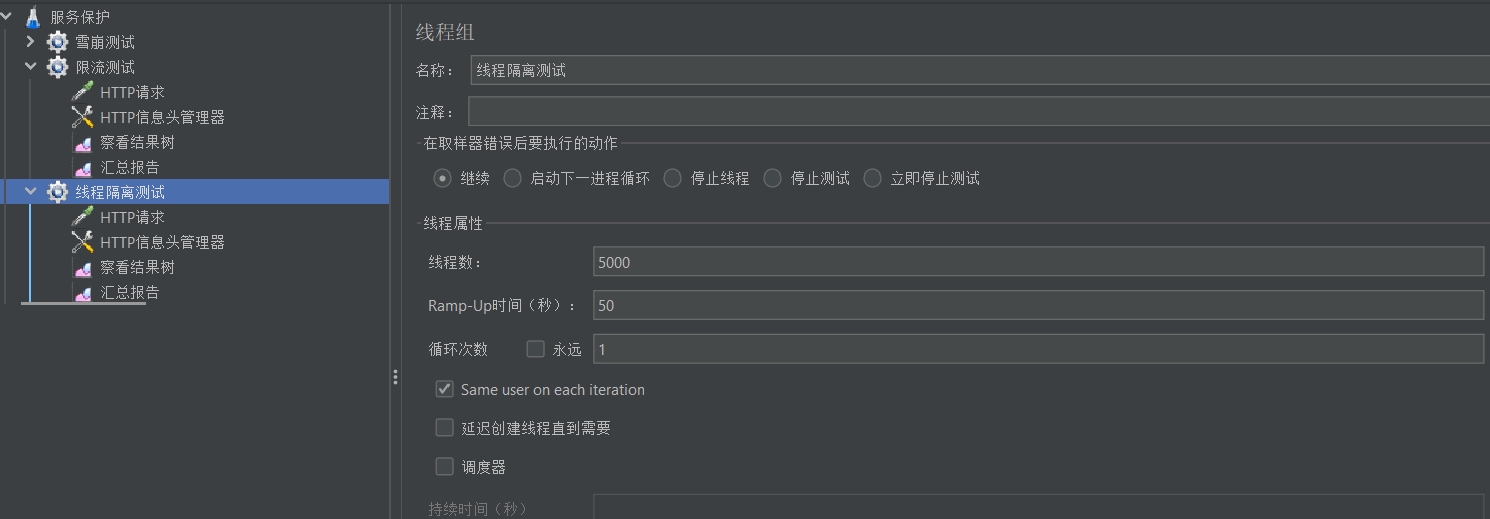 服务保护
雪崩测试
限流测试
HTTP请求
HTTP信息头管理器
察看结果树
汇总报告
线程隔离测试
HTTP请求
HTTP信息头管理器
察看结果树
汇总报告
线程组
名称： 线程隔离测试
注释：
在取样器错误后要执行的动作
继续 启动下一进程循环 停止线程 停止测试 立即停止测试
线程属性
线程数： 5000
Ramp-Up时间（秒）： 50
循环次数 永远 1
Same user on each iteration
延迟创建线程直到需要
调度器
持续时间（秒）